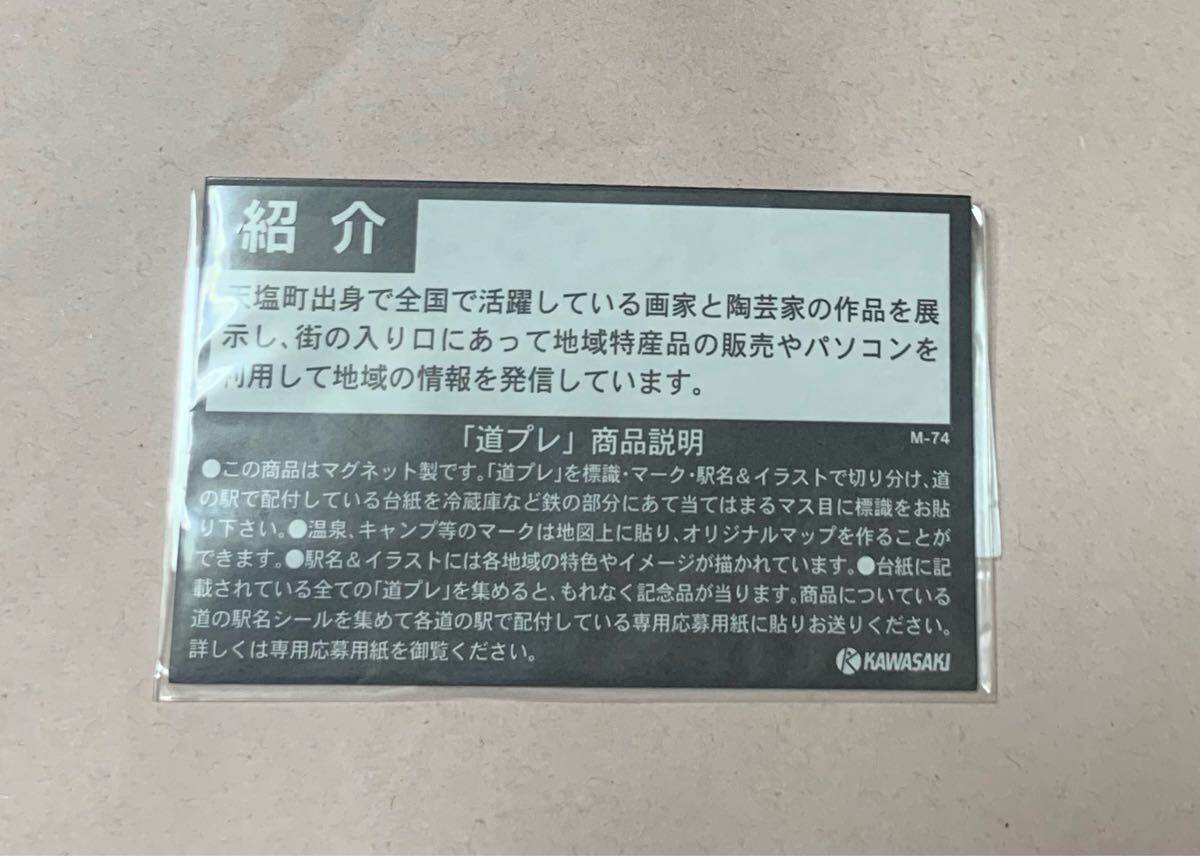 紹介
天塩町出身で全国で活躍している画家と陶芸家の作品を展
示し、街の入り口にあって地域特産品の販売やパソコンを
利用して地域の情報を発信しています。
「道プレ」商品説明
M-74
●この商品はマグネット製です。「道プレ」を標識・マーク・駅名&イラストで切り分け、道
の駅で配付している台紙を冷蔵庫など鉄の部分にあて当てはまるマス目に標識をお貼
り下さい。●温泉、キャンプ等のマークは地図上に貼り、オリジナルマップを作ることが
できます。●駅名&イラストには各地域の特色やイメージが描かれています。●台紙に記
載されている全ての「道プレ」を集めると、もれなく記念品が当ります。商品についている
道の駅名シールを集めて各道の駅で配付している専用応募用紙に貼りお送りください。
詳しくは専用応募用紙を御覧ください。
KAWASAKI